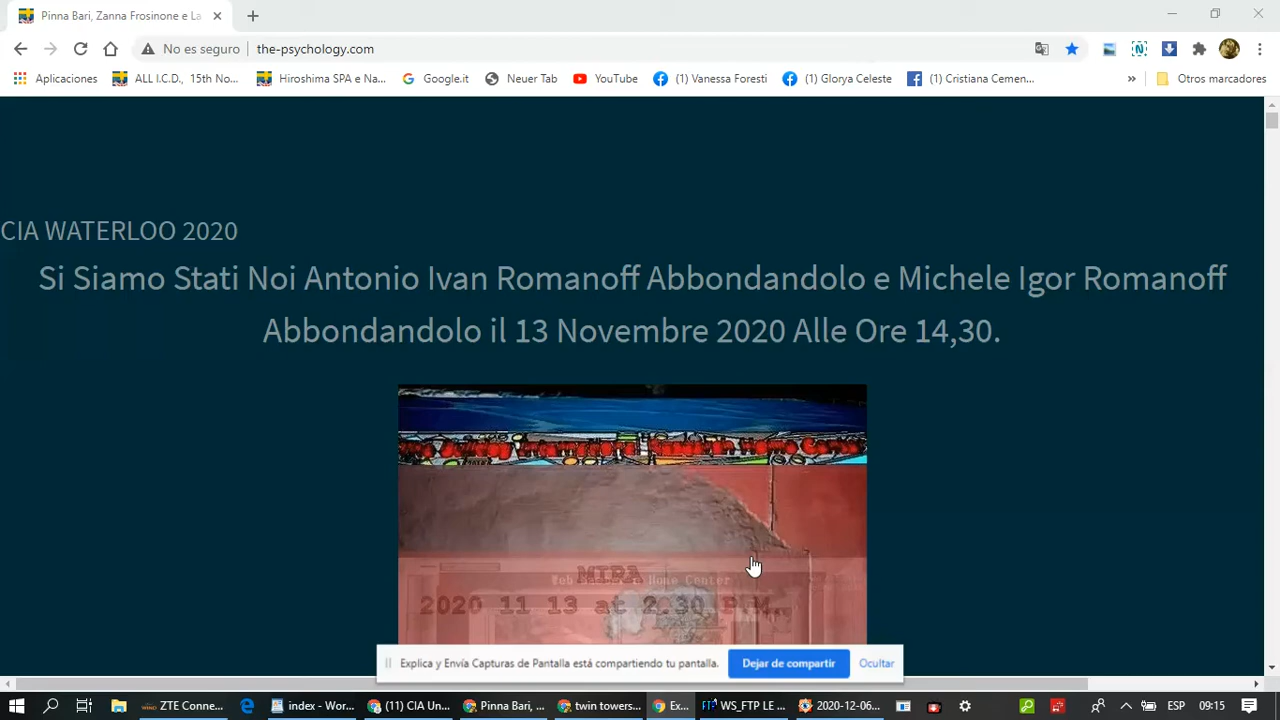 Pinna Bari, Zanna Frosinone e La
No es seguro
the-psychology.com
Aplicaciones
ALL I.C.D., 15th No...
Hiroshima SPA e Na...
Google.it
Neuer Tab
YouTube
(1) Vanessa Foresti
(1) Glorya Celeste
(1) Cristiana Cemen...
»
Otros marcadores
CIA WATERLOO 2020
Si Siamo Stati Noi Antonio Ivan Romanoff Abbondandolo e Michele Igor Romanoff
Abbondandolo il 13 Novembre 2020 Alle Ore 14,30.
MIRA
Home Center
2020 11 13 at 2.30 P.M.
Explica y Envía Capturas de Pantalla está compartiendo tu pantalla.
Dejar de compartir
Ocultar
ZTE Conne...
index - Wor...
(11) CIA Un...
Pinna Bari, ...
twin towers...
Ex...
WS_FTP LE ...
2020-12-06...
ESP
09:15